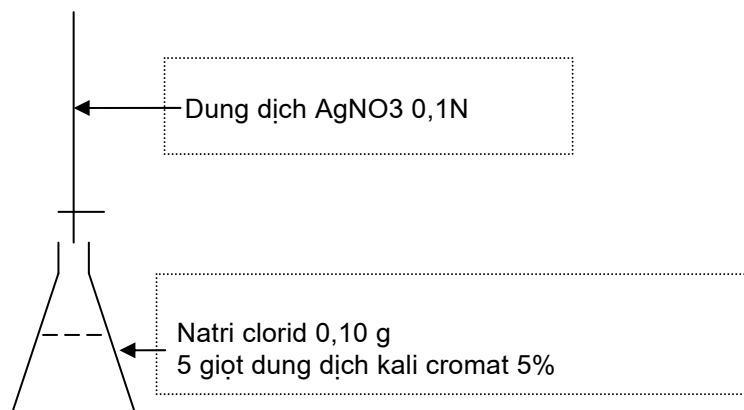 Dung dịch AgNO3 0,1N
Natri clorid 0,10 g
5 giọt dung dịch kali cromat 5%